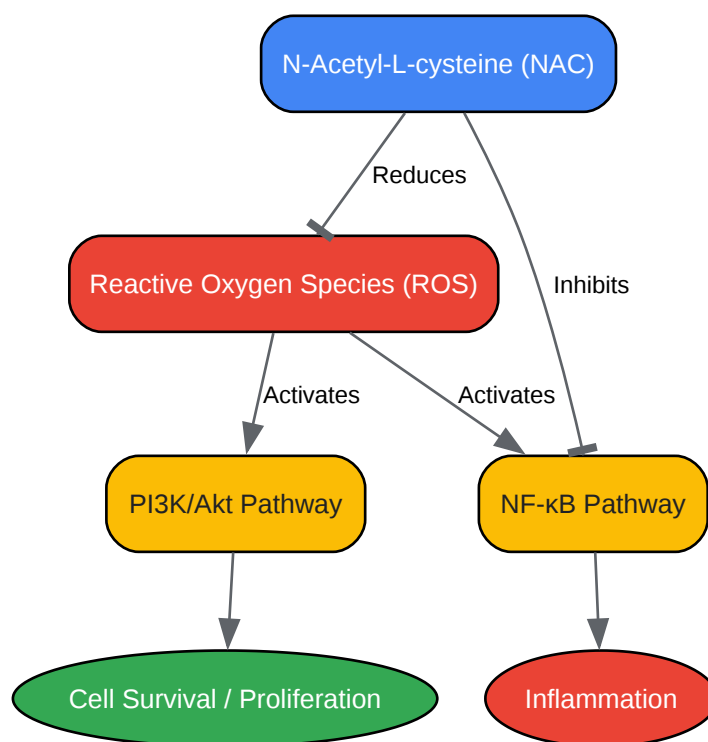 N-Acetyl-L-cysteine (NAC)
Reduces
Reactive Oxygen Species (ROS)
Inhibits
Activates
Activates
PI3K/Akt Pathway
NF-κB Pathway
Cell Survival / Proliferation
Inflammation